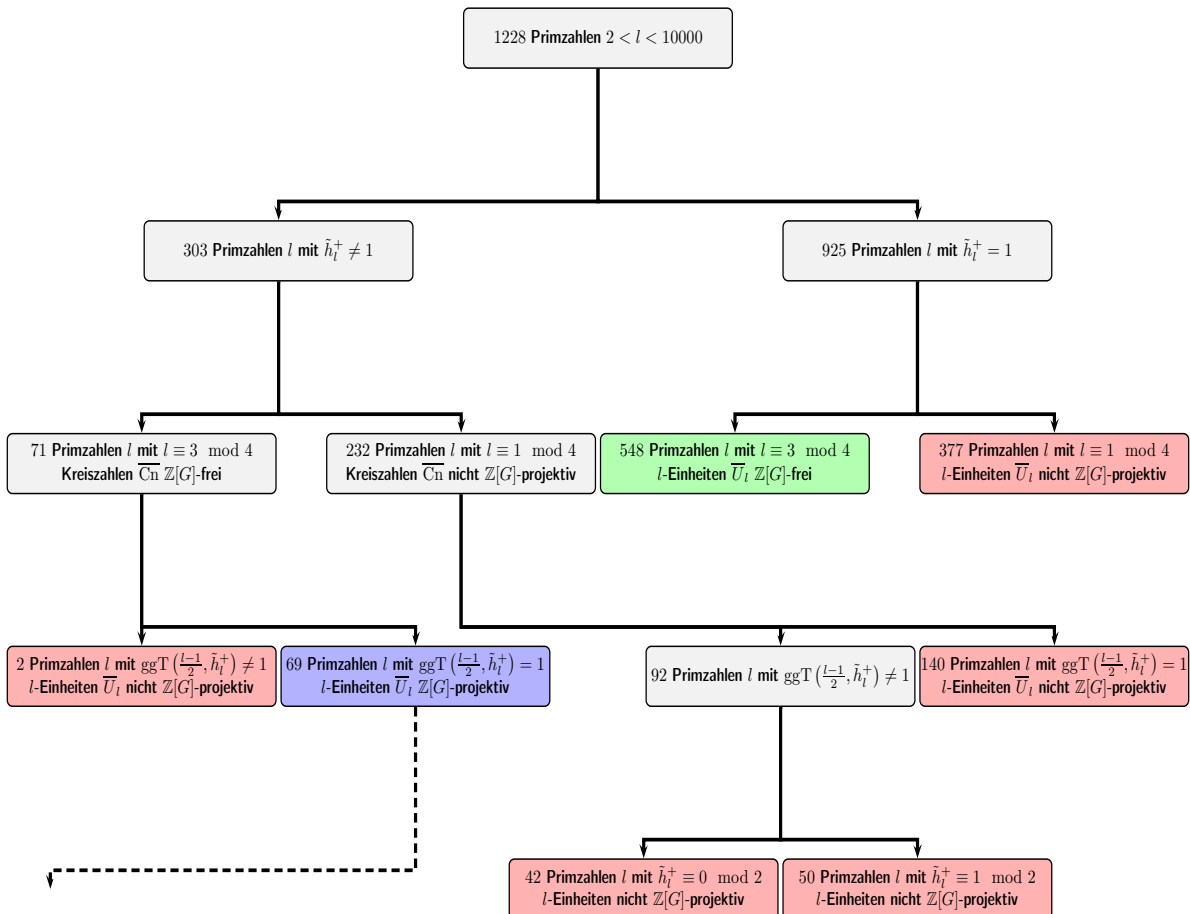 1228 Primzahlen 2 < l < 10000
303 Primzahlen l mit h̃_l^+ ≠ 1
925 Primzahlen l mit h̃_l^+ = 1
71 Primzahlen l mit l ≡ 3 mod 4
Kreiszahlen C̅n̅ ℤ[G]-frei
232 Primzahlen l mit l ≡ 1 mod 4
Kreiszahlen C̅n̅ nicht ℤ[G]-projektiv
548 Primzahlen l mit l ≡ 3 mod 4
l-Einheiten U̅_l ℤ[G]-frei
377 Primzahlen l mit l ≡ 1 mod 4
l-Einheiten U̅_l nicht ℤ[G]-projektiv
2 Primzahlen l mit ggT(\frac{l-1}{2}, h̃_l^+) ≠ 1
l-Einheiten U̅_l nicht ℤ[G]-projektiv
69 Primzahlen l mit ggT(\frac{l-1}{2}, h̃_l^+) = 1
l-Einheiten U̅_l ℤ[G]-projektiv
92 Primzahlen l mit ggT(\frac{l-1}{2}, h̃_l^+) ≠ 1
140 Primzahlen l mit ggT(\frac{l-1}{2}, h̃_l^+) = 1
l-Einheiten U̅_l nicht ℤ[G]-projektiv
42 Primzahlen l mit h̃_l^+ ≡ 0 mod 2
l-Einheiten nicht ℤ[G]-projektiv
50 Primzahlen l mit h̃_l^+ ≡ 1 mod 2
l-Einheiten nicht ℤ[G]-projektiv